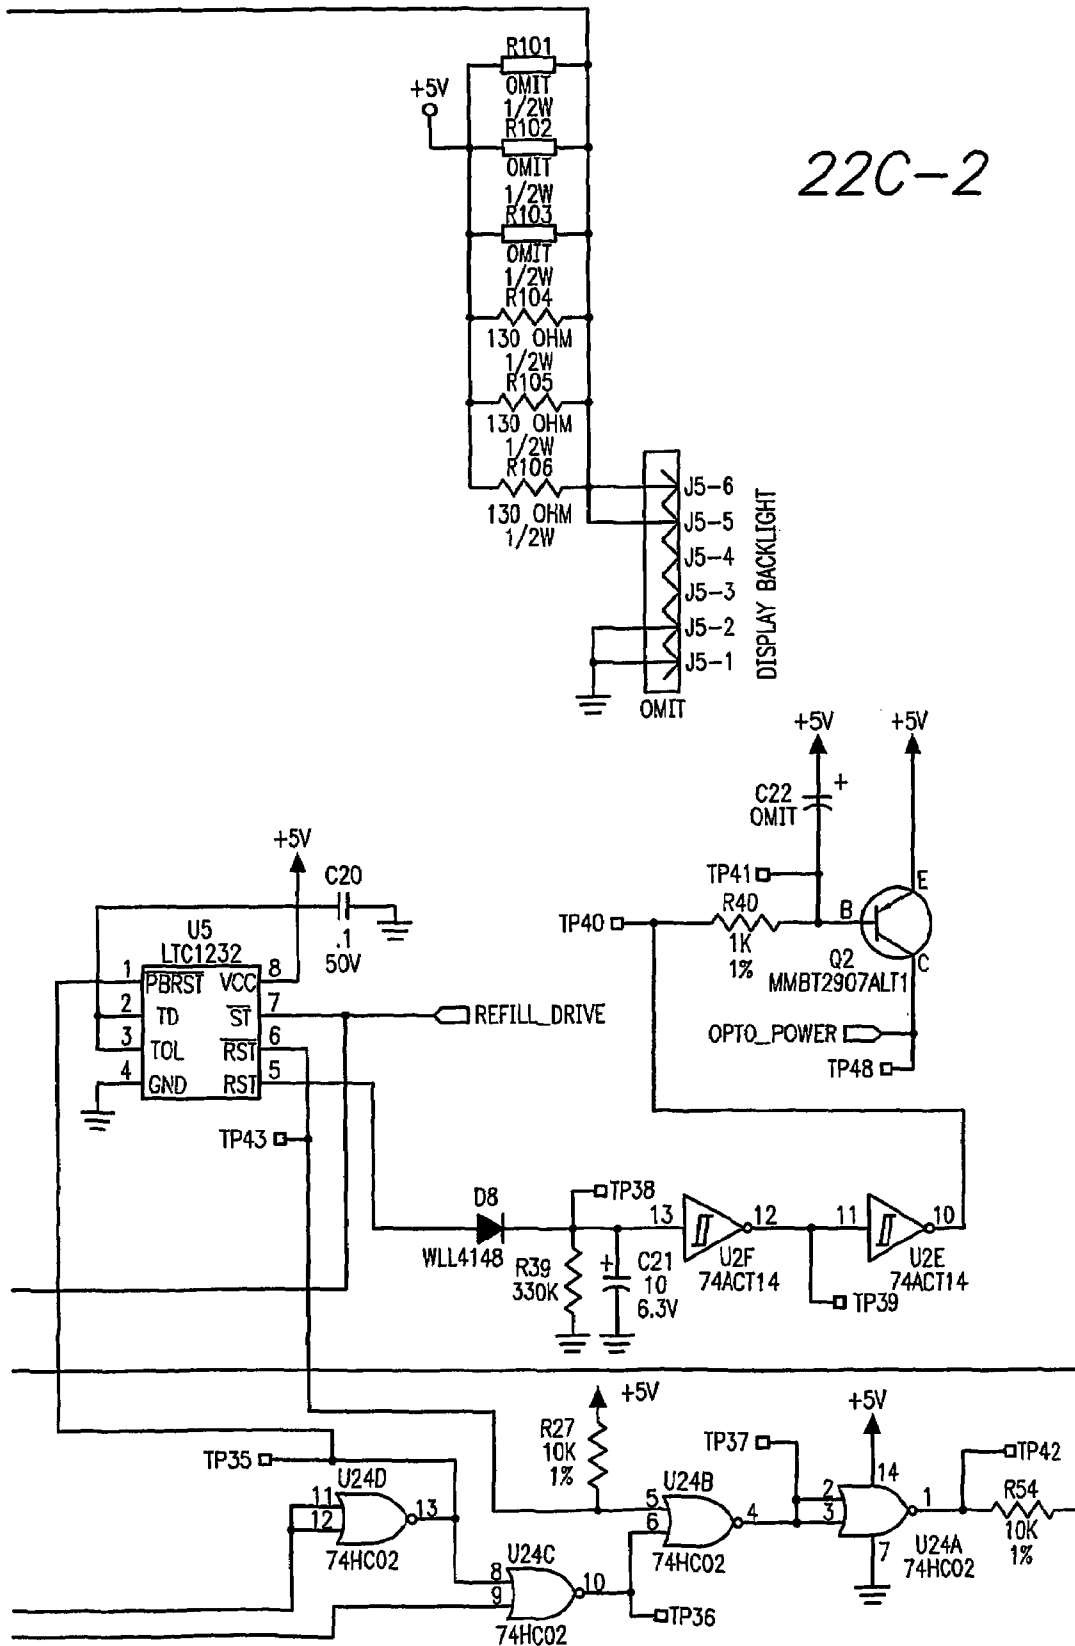 R101
OMIT
1/2W
+5V
R102
OMIT
1/2W
22C-2
R103
OMIT
1/2W
R104
130 OHM
1/2W
R105
130 OHM
1/2W
R106
130 OHM
1/2W
J5-6
J5-5
J5-4
J5-3
J5-2
J5-1
DISPLAY BACKLIGHT
OMIT
+5V
+5V
C22
OMIT
+
TP41
E
R40
B
TP40
1K
1%
Q2
C
MMBT2907ALT1
OPTO_POWER
TP48
+5V
C20
.1
50V
U5
LTC1232
1 PBRST VCC 8
2 TD ST 7
3 TOL RST 6
4 GND RST 5
REFILL_DRIVE
TP43
D8
WLL4148
TP38
13
12
11
10
R39
330K
+
C21
10
6.3V
U2F
74ACT14
U2E
74ACT14
TP39
+5V
R27
10K
1%
+5V
TP37
TP42
TP35
U24D
11
12
13
74HC02
U24B
5
6
4
74HC02
14
2
3
1
7
U24A
74HC02
R54
10K
1%
U24C
8
9
10
74HC02
TP36